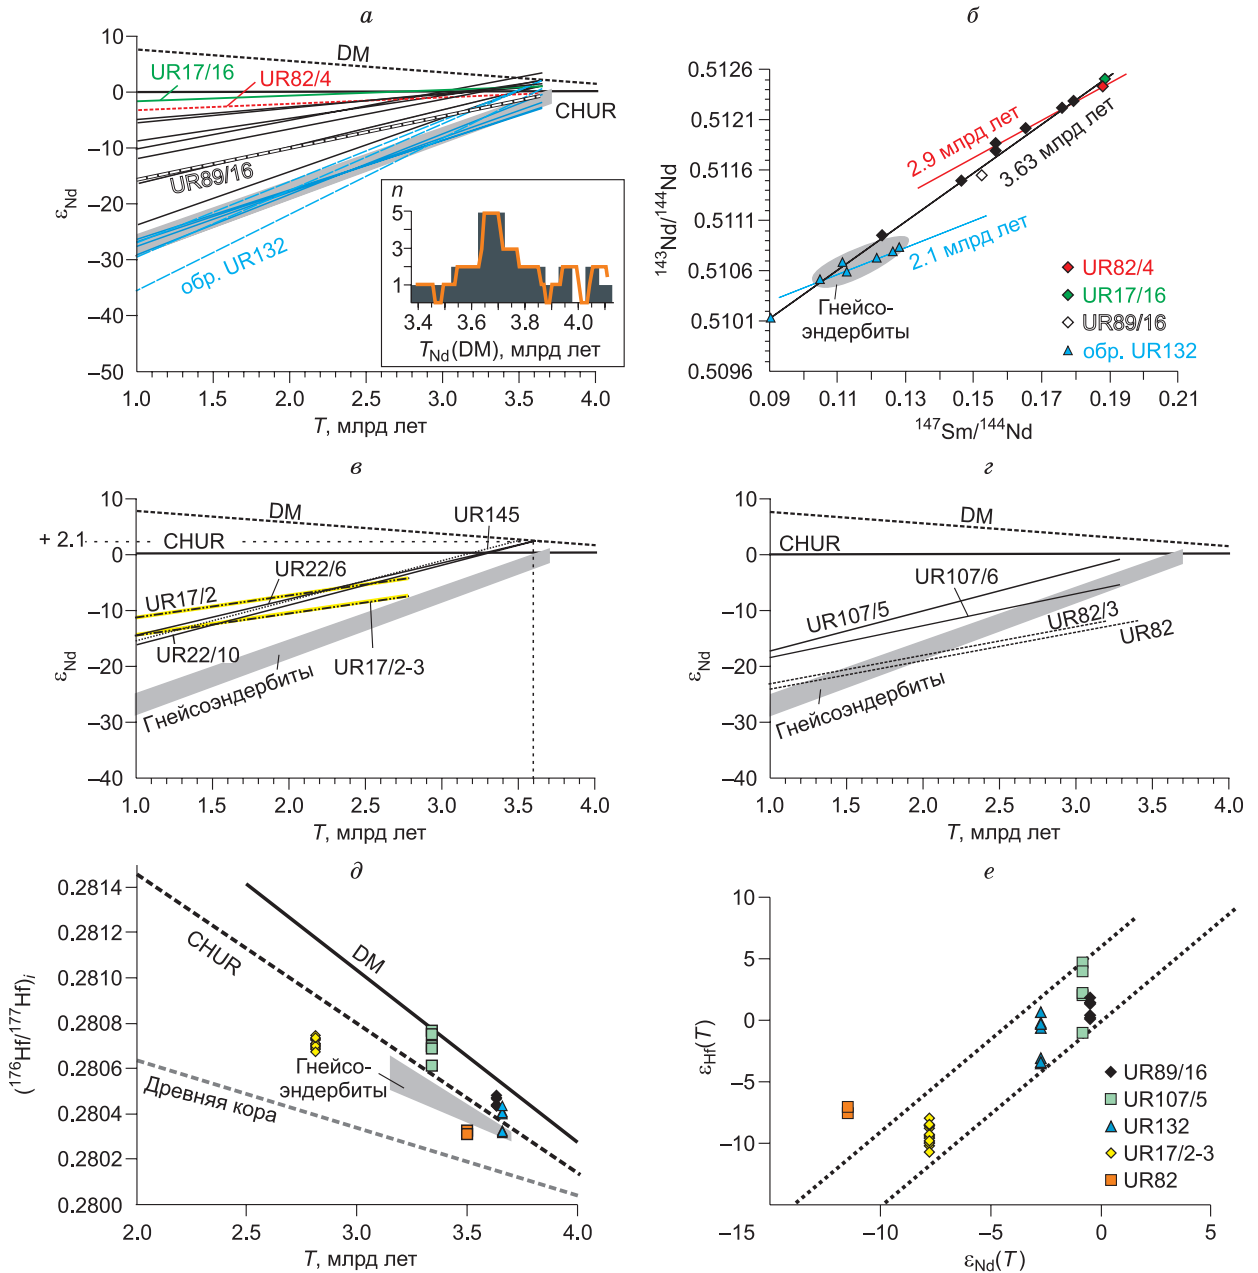 а
10
0
–10
–20
–30
–40
–50
εNd
DM
UR17/16
UR82/4
CHUR
UR89/16
обр. UR132
n
5
3
1
3.4 3.6 3.8 4.0
TNd(DM), млрд лет
1.0 1.5 2.0 2.5 3.0 3.5 4.0
T, млрд лет
б
0.5126
0.5121
0.5116
0.5111
0.5106
0.5101
0.5096
143Nd/144Nd
2.9 млрд лет
3.63 млрд лет
2.1 млрд лет
Гнейсо-
эндербиты
UR82/4
UR17/16
UR89/16
обр. UR132
0.09 0.11 0.13 0.15 0.17 0.19 0.21
147Sm/144Nd
в
10
+ 2.1
0
–10
–20
–30
–40
εNd
DM
UR145
CHUR
UR22/6
UR17/2
UR22/10
UR17/2-3
Гнейсоэндербиты
1.0 1.5 2.0 2.5 3.0 3.5 4.0
T, млрд лет
г
10
0
–10
–20
–30
–40
εNd
DM
CHUR
UR107/6
UR107/5
UR82/3
UR82
Гнейсоэндербиты
1.0 1.5 2.0 2.5 3.0 3.5 4.0
T, млрд лет
д
0.2814
0.2812
0.2810
0.2808
0.2806
0.2804
0.2802
0.2800
(176Hf/177Hf)i
CHUR
DM
Гнейсо-
эндербиты
Древняя кора
2.0 2.5 3.0 3.5 4.0
T, млрд лет
е
10
5
0
–5
–10
–15
εHf(T)
UR89/16
UR107/5
UR132
UR17/2-3
UR82
–10 –5 0 5
εNd(T)